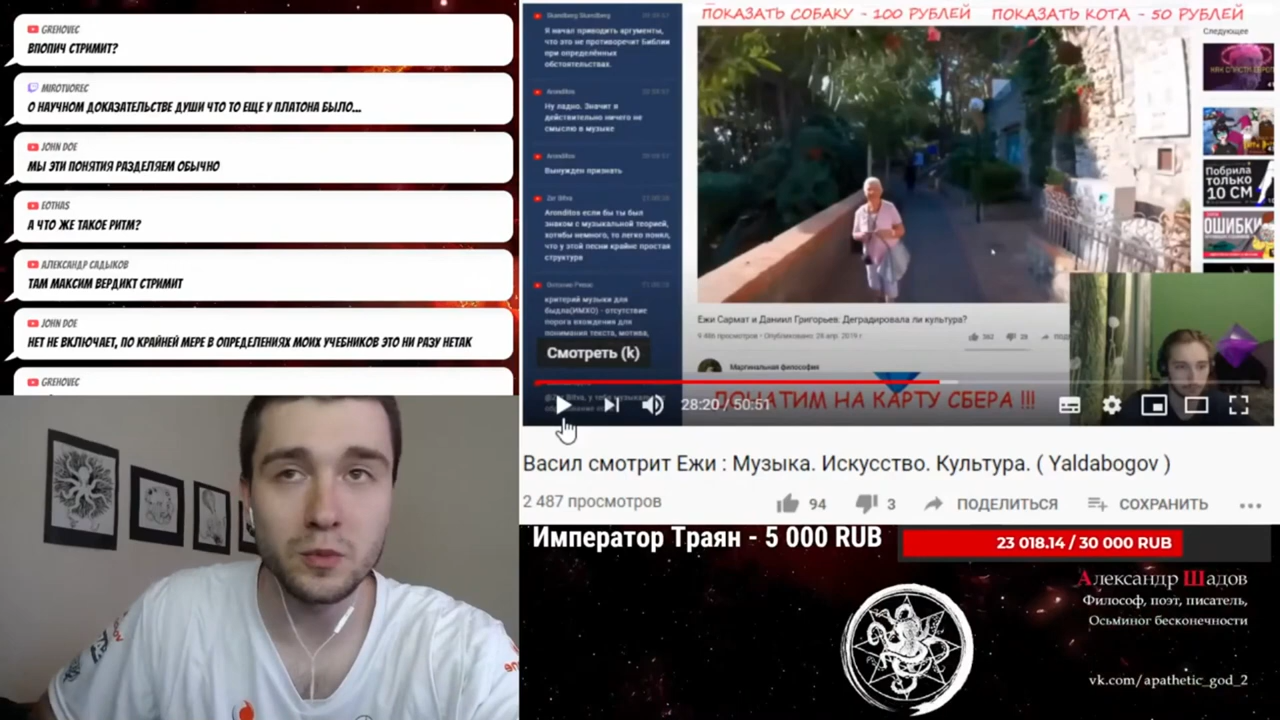 GREHOVEC
ВПОПИЧ СТРИМИТ?
MIROTVOREC
О НАУЧНОМ ДОКАЗАТЕЛЬСТВЕ ДУШИ ЧТО ТО ЕЩЕ У ПЛАТОНА БЫЛО...
JOHN DOE
МЫ ЭТИ ПОНЯТИЯ РАЗДЕЛЯЕМ ОБЫЧНО
EOTHAS
А ЧТО ЖЕ ТАКОЕ РИТМ?
АЛЕКСАНДР САДЫКОВ
ТАМ МАКСИМ ВЕРДИКТ СТРИМИТ
JOHN DOE
НЕТ НЕ ВКЛЮЧАЕТ, ПО КРАЙНЕЙ МЕРЕ В ОПРЕДЕЛЕНИЯХ МОИХ УЧЕБНИКОВ ЭТО НИ РАЗУ НЕТАК
GREHOVEC
ПОКАЗАТЬ СОБАКУ - 100 РУБЛЕЙ ПОКАЗАТЬ КОТА - 50 РУБЛЕЙ
Skandberg Skandberg
Я начал приводить аргументы,
что это не противоречит Библии
при определённых
обстоятельствах.
Ну ладно. Значит в
действительно ничего не
смыслю в музыке
Вынужден признать
Zar Bitva
Aronditos если бы ты был
знаком с музыкальной теорией,
хотябы немного, то легко понял,
что у этой песни крайне простая
структура
критерий музыки для
быдла(ИМХО) - отсутствие
порога вхождения для
понимания текста, мотива,
Смотреть (k)
Следующее
Побрила
только
10 СМ
ОШИБКИ
Ежи Сармат и Даниил Григорьев: Деградировала ли культура?
Маргинальная философия
НА КАРТУ СБЕРА !!!
28:20 / 50:51
Васил смотрит Ежи : Музыка. Искусство. Культура. ( Yaldabogov )
2 487 просмотров
94
3
ПОДЕЛИТЬСЯ
СОХРАНИТЬ
Император Траян - 5 000 RUB
23 018.14 / 30 000 RUB
Александр Шадов
Философ, поэт, писатель,
Осьминог бесконечности
vk.com/apathetic_god_2